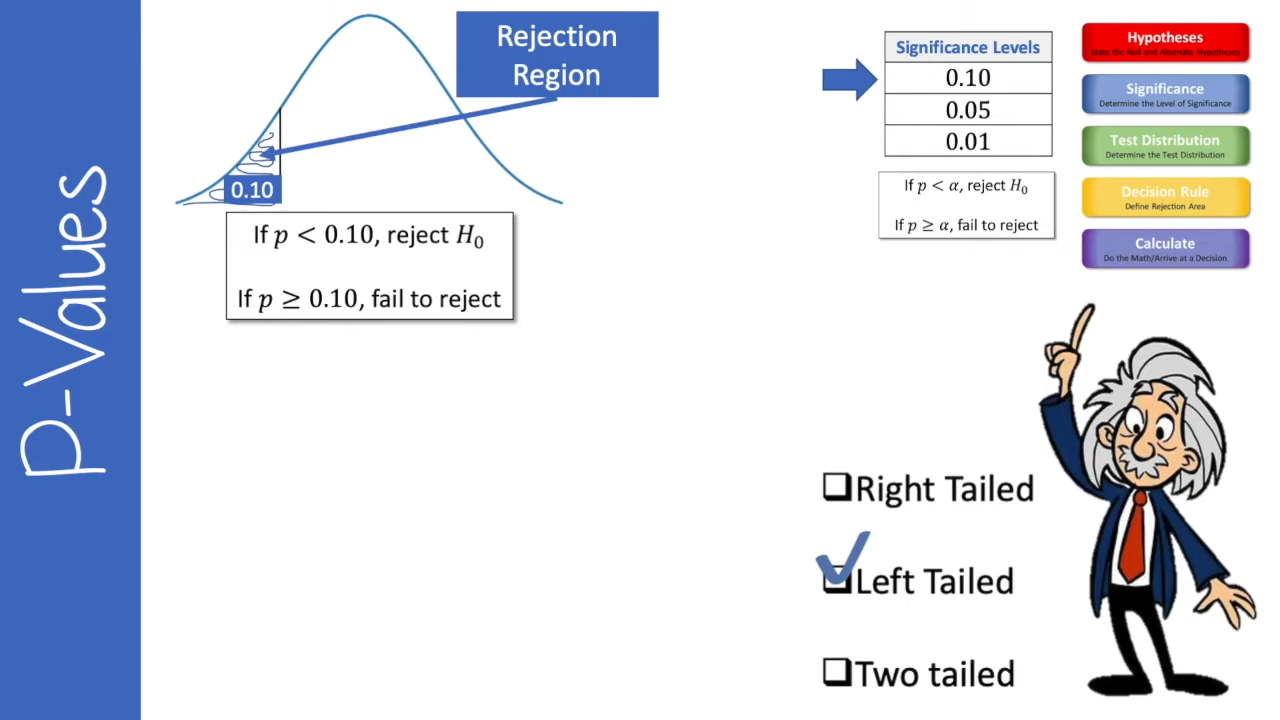 p-Values
Rejection
Region
0.10
If p < 0.10, reject H₀
If p ≥ 0.10, fail to reject
Significance Levels
0.10
0.05
0.01
If p < α, reject H₀
If p ≥ α, fail to reject
Hypotheses
State the Null and Alternate Hypotheses
Significance
Determine the Level of Significance
Test Distribution
Determine the Test Distribution
Decision Rule
Define Rejection Area
Calculate
Do the Math/Arrive at a Decision
Right Tailed
Left Tailed
Two tailed